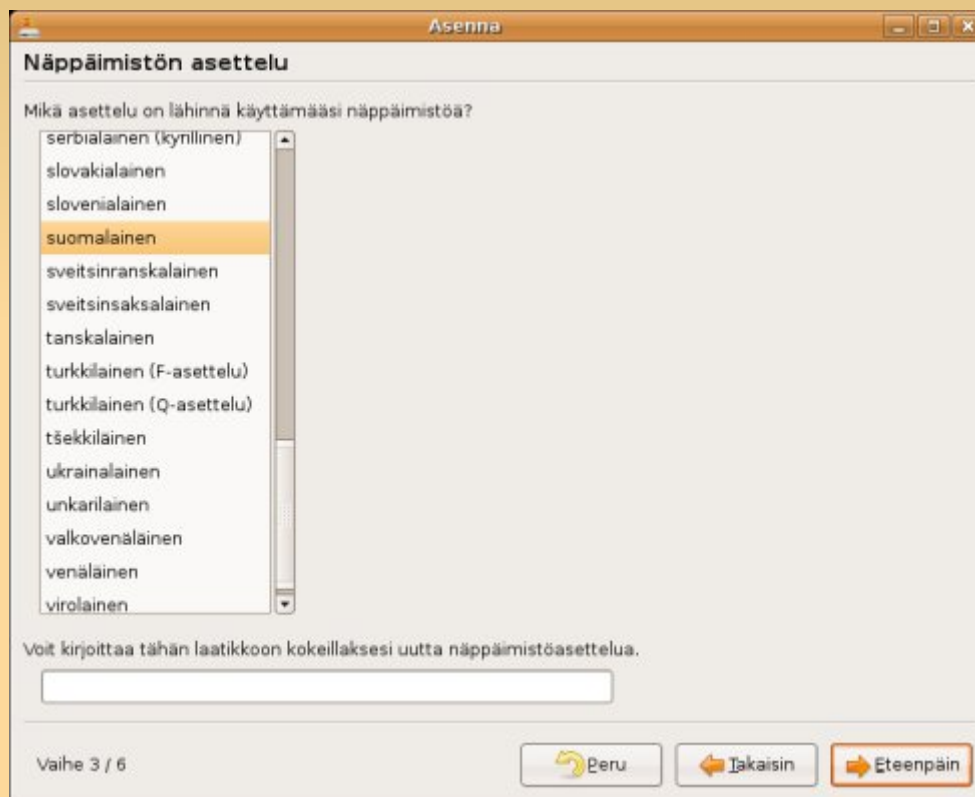 Asenna
Näppäimistön asettelu
Mikä asettelu on lähinnä käyttämääsi näppäimistöä?
serbialainen (kyrillinen)
slovakialainen
slovenialainen
suomalainen
sveitsinranskalainen
sveitsinsaksalainen
tanskalainen
turkkilainen (F-asettelu)
turkkilainen (Q-asettelu)
tšekkiläinen
ukrainalainen
unkarilainen
valkovenäläinen
venäläinen
virolainen
Voit kirjoittaa tähän laatikkoon kokeillaksesi uutta näppäimistöasettelua.
Vaihe 3 / 6
Peru
Takaisin
Eteenpäin